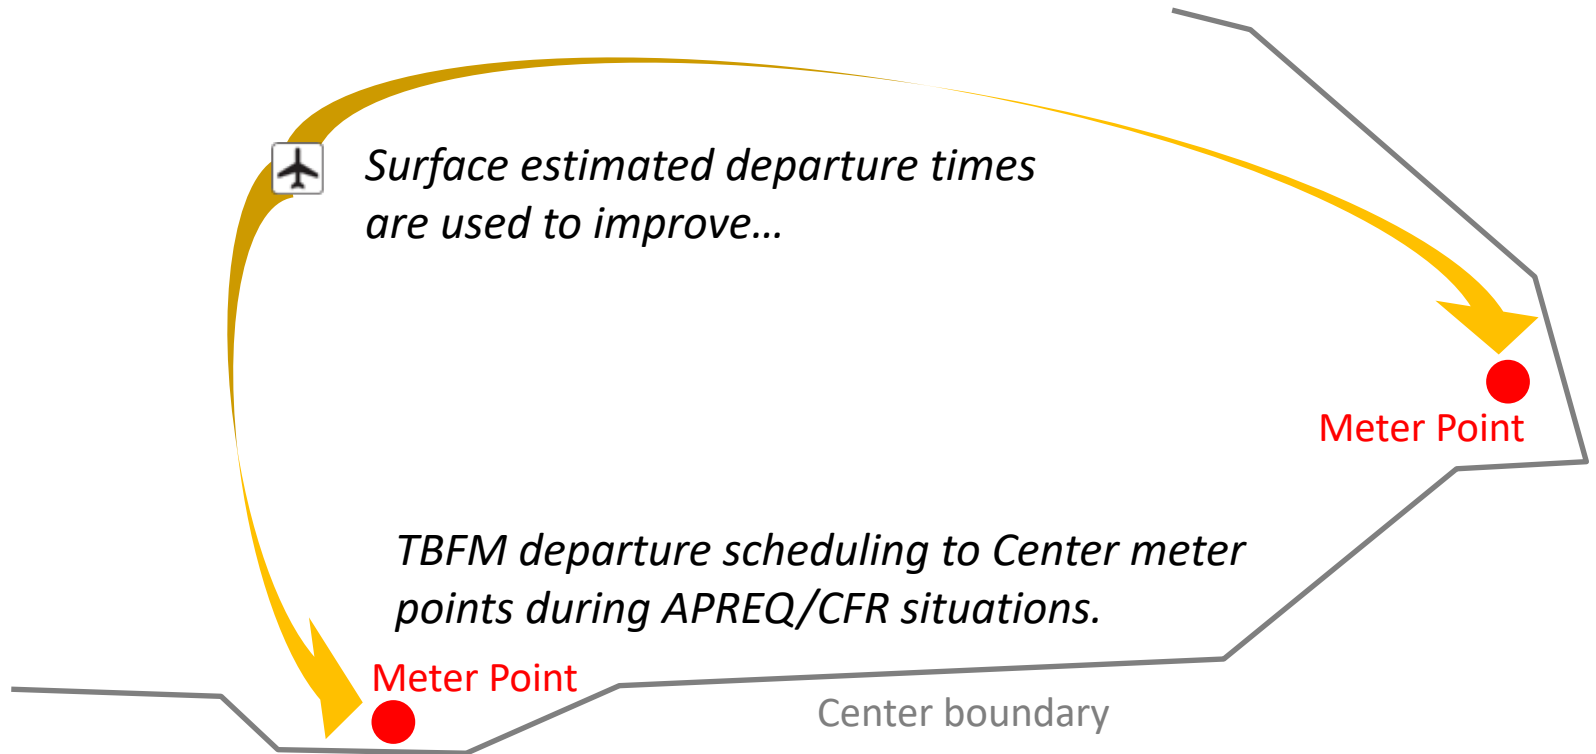 Surface estimated departure times
are used to improve…
Meter Point
TBFM departure scheduling to Center meter
points during APREQ/CFR situations.
Meter Point
Center boundary